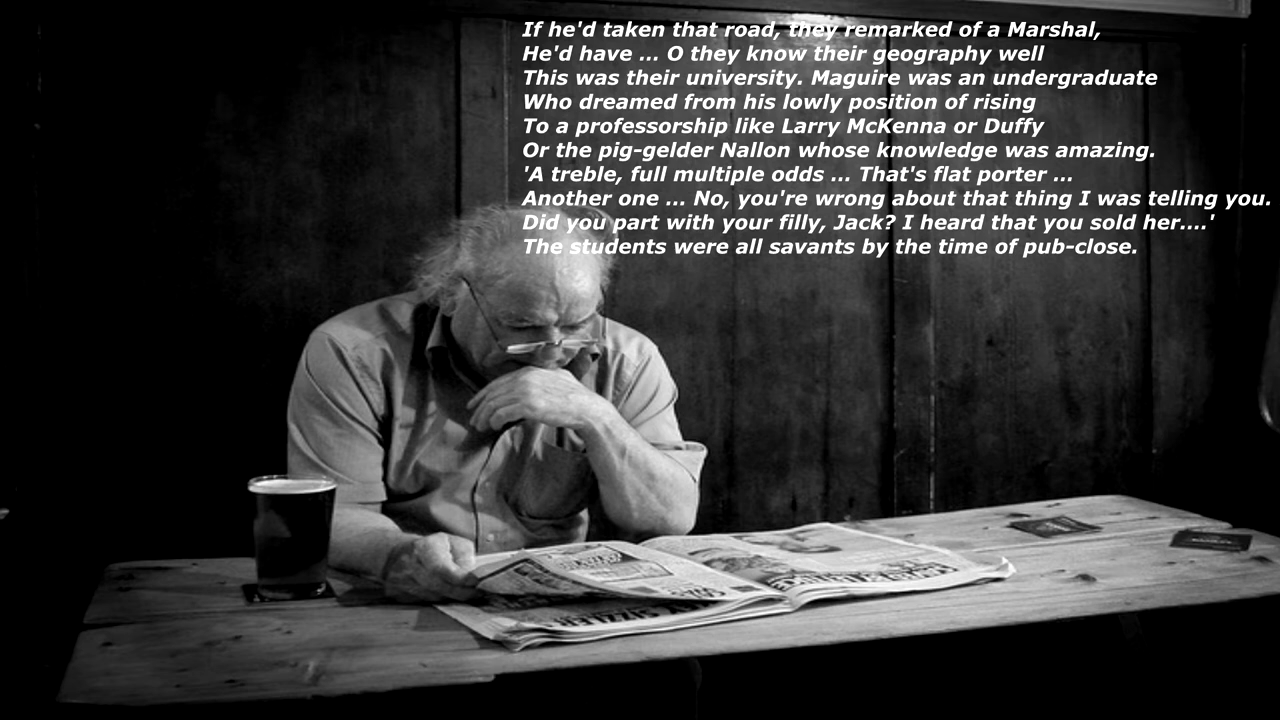 If he'd taken that road, they remarked of a Marshal,
He'd have ... O they know their geography well
This was their university. Maguire was an undergraduate
Who dreamed from his lowly position of rising
To a professorship like Larry McKenna or Duffy
Or the pig-gelder Nallon whose knowledge was amazing.
'A treble, full multiple odds ... That's flat porter ...
Another one ... No, you're wrong about that thing I was telling you.
Did you part with your filly, Jack? I heard that you sold her....'
The students were all savants by the time of pub-close.